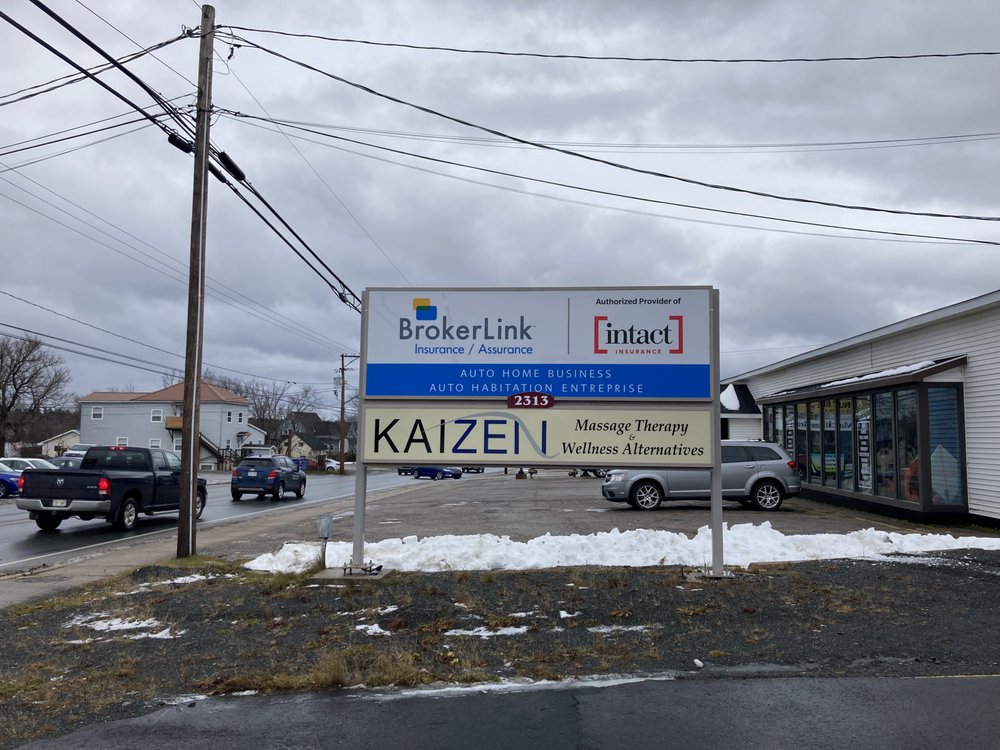 BrokerLink
Insurance / Assurance
Authorized Provider of
intact
INSURANCE
AUTO HOME BUSINESS
AUTO HABITATION ENTREPRISE
2313
KAIZEN
Massage Therapy
&
Wellness Alternatives